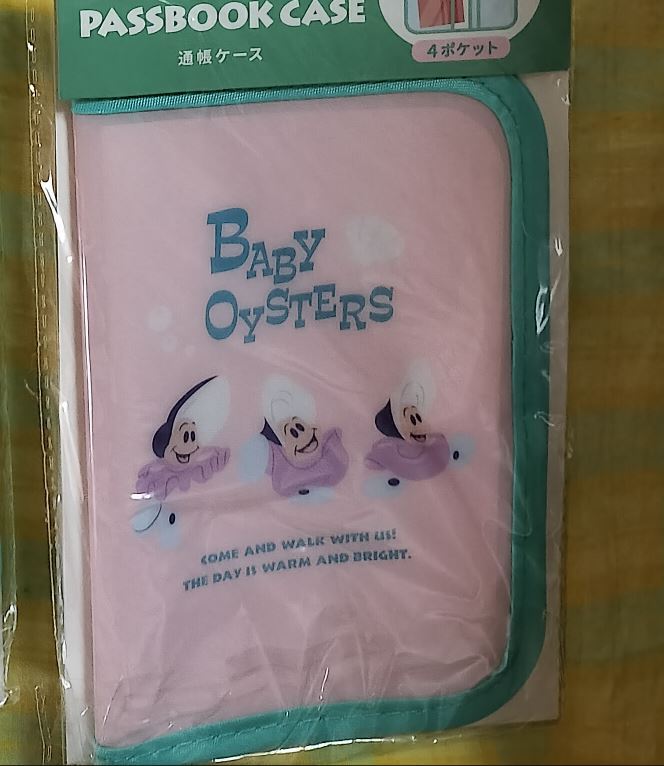 PASSBOOK CASE
通帳ケース
4ポケット
BABY
OYSTERS
COME AND WALK WITH US!
THE DAY IS WARM AND BRIGHT.